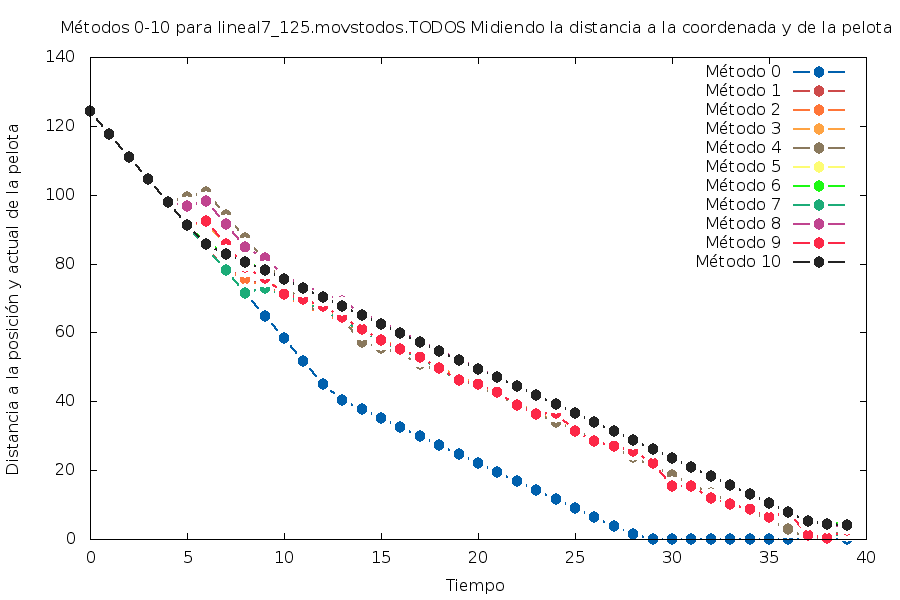 Métodos 0-10 para lineal7_125.movstodos.TODOS Midiendo la distancia a la coordenada y de la pelota
140
120
100
80
60
40
20
0
Distancia a la posición y actual de la pelota
Método 0
Método 1
Método 2
Método 3
Método 4
Método 5
Método 6
Método 7
Método 8
Método 9
Método 10
0 5 10 15 20 25 30 35 40
Tiempo